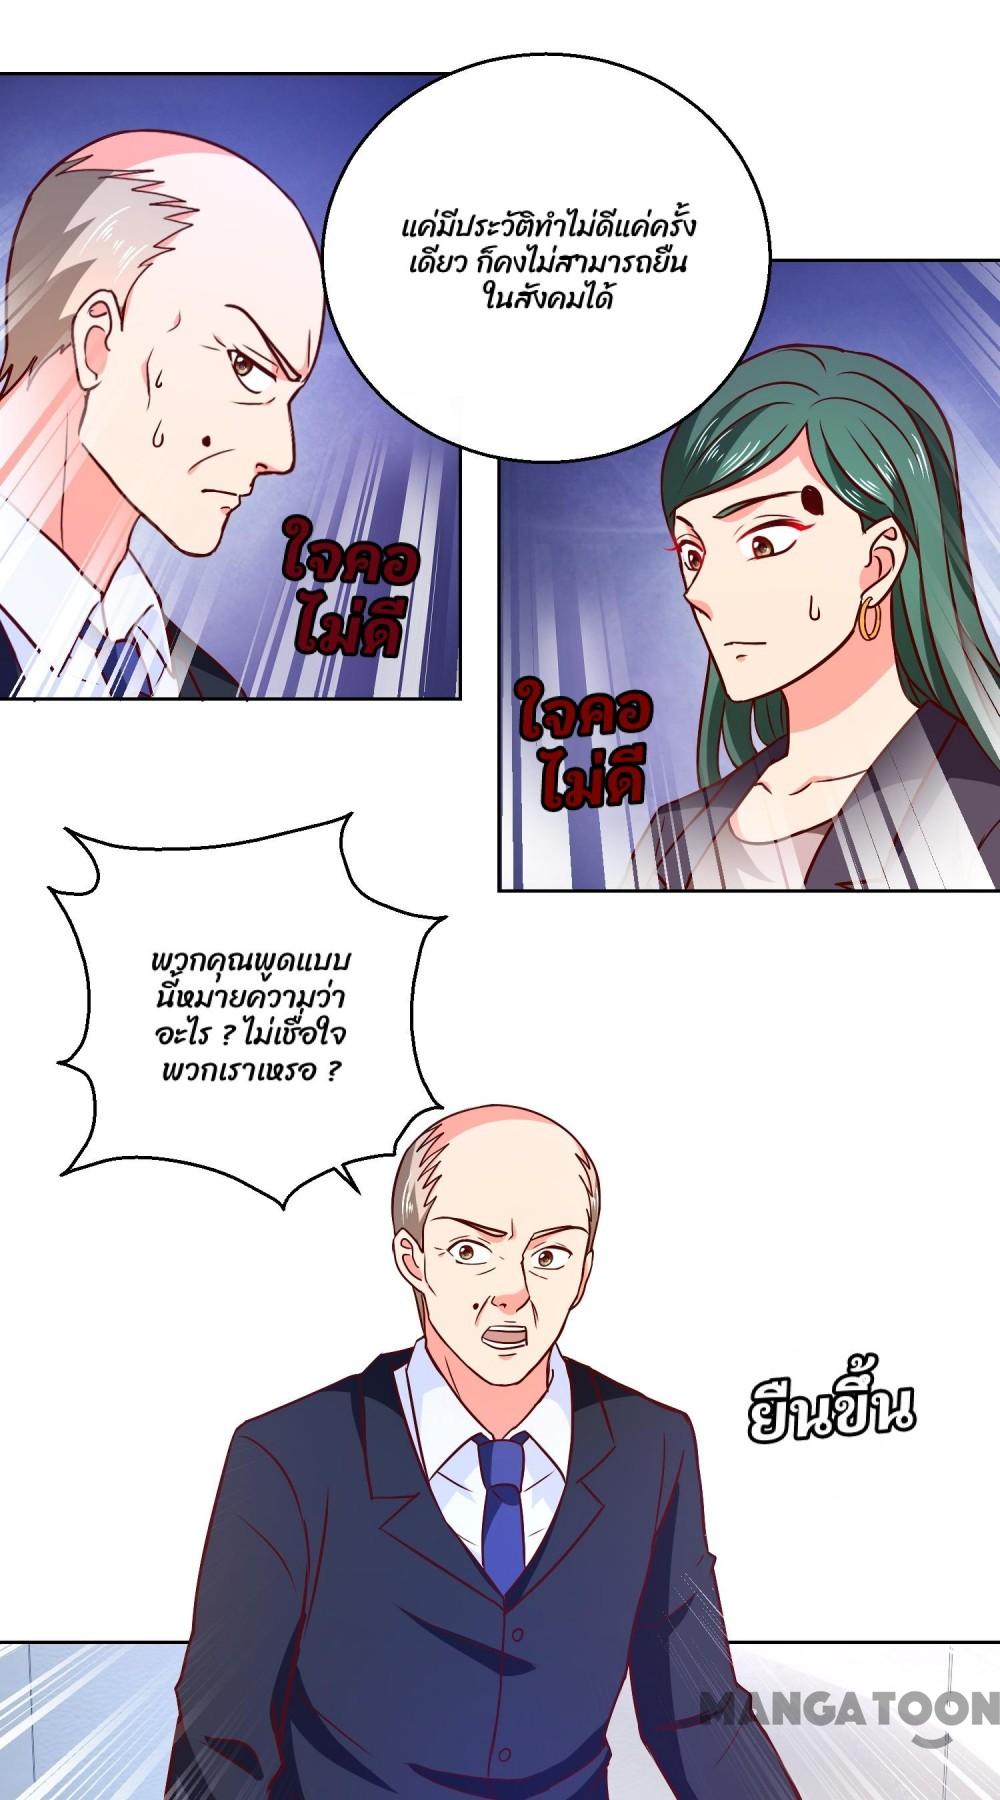 แค่มีประวัติทำไม่ดีแค่ครั้ง
เดียว ก็คงไม่สามารถยืน
ในสังคมได้
ใจคอ
ไม่ดี
ใจคอ
ไม่ดี
พวกคุณพูดแบบ
นี้หมายความว่า
อะไร ? ไม่เชื่อใจ
พวกเราเหรอ ?
ยืนขึ้น
MANGATOON